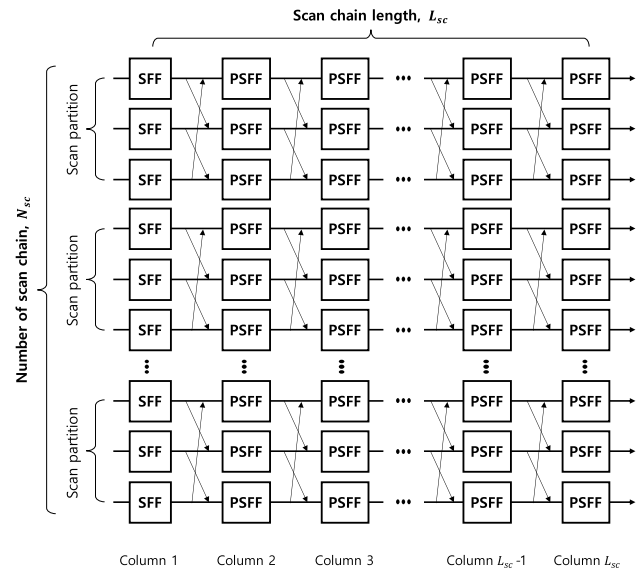 Scan chain length, L_sc
Number of scan chain, N_sc
Scan partition
SFF PSFF PSFF ••• PSFF PSFF
SFF PSFF PSFF ••• PSFF PSFF
SFF PSFF PSFF ••• PSFF PSFF
Scan partition
SFF PSFF PSFF ••• PSFF PSFF
SFF PSFF PSFF ••• PSFF PSFF
SFF PSFF PSFF ••• PSFF PSFF
Scan partition
SFF PSFF PSFF ••• PSFF PSFF
SFF PSFF PSFF ••• PSFF PSFF
SFF PSFF PSFF ••• PSFF PSFF
Column 1 Column 2 Column 3 Column L_sc -1 Column L_sc